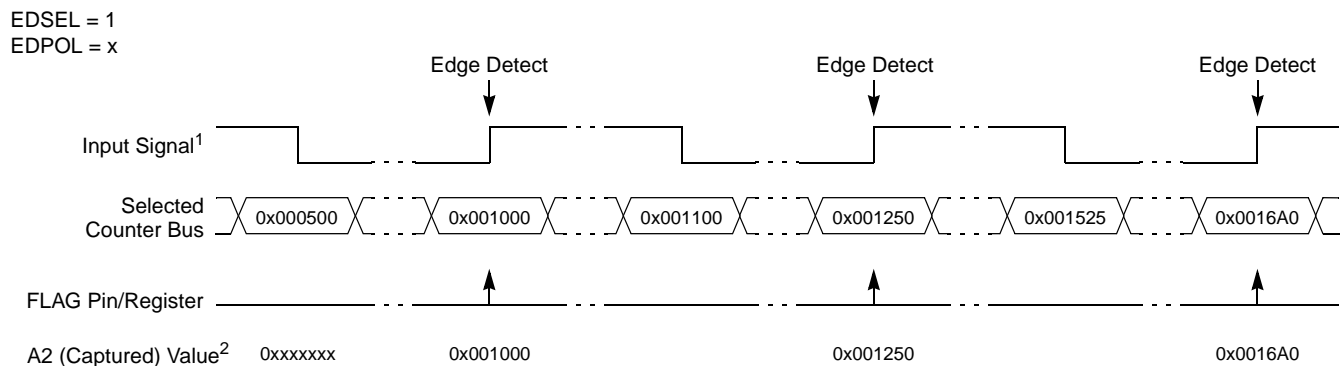 EDSEL = 1
EDPOL = x
Edge Detect Edge Detect Edge Detect
Input Signal1
Selected
Counter Bus
0x000500 0x001000 0x001100 0x001250 0x001525 0x0016A0
FLAG Pin/Register
A2 (Captured) Value2 0xxxxxxx 0x001000 0x001250 0x0016A0